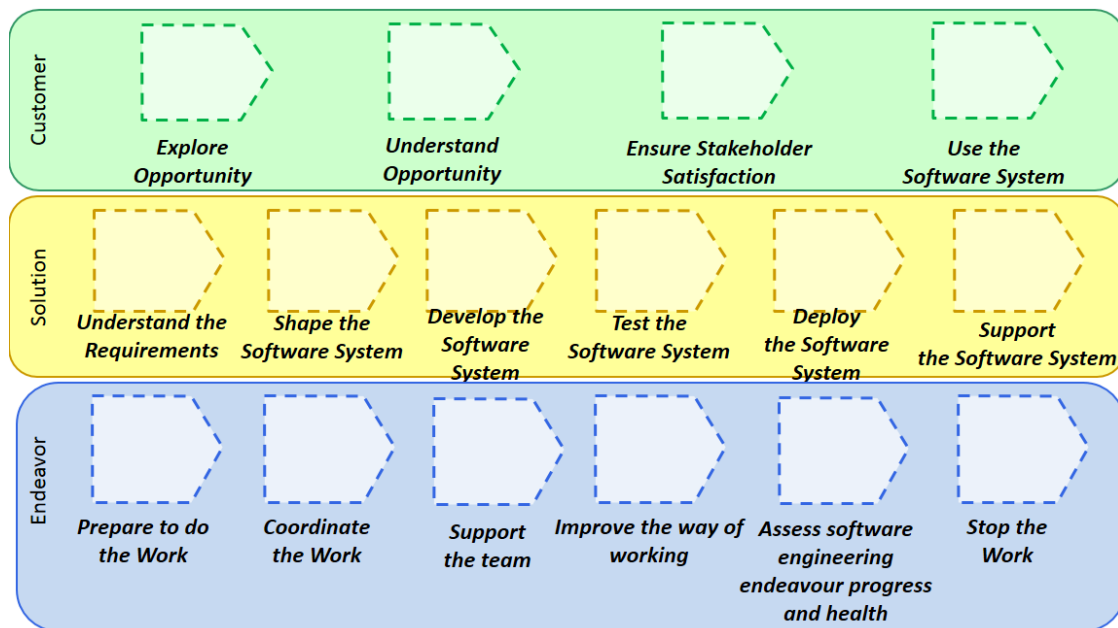 Customer
Explore
Opportunity
Understand
Opportunity
Ensure Stakeholder
Satisfaction
Use the
Software System
Solution
Understand the
Requirements
Shape the
Software System
Develop the
Software
System
Test the
Software System
Deploy
the Software
System
Support
the Software System
Endeavor
Prepare to do
the Work
Coordinate
the Work
Support
the team
Improve the way of
working
Assess software
engineering
endeavour progress
and health
Stop the
Work